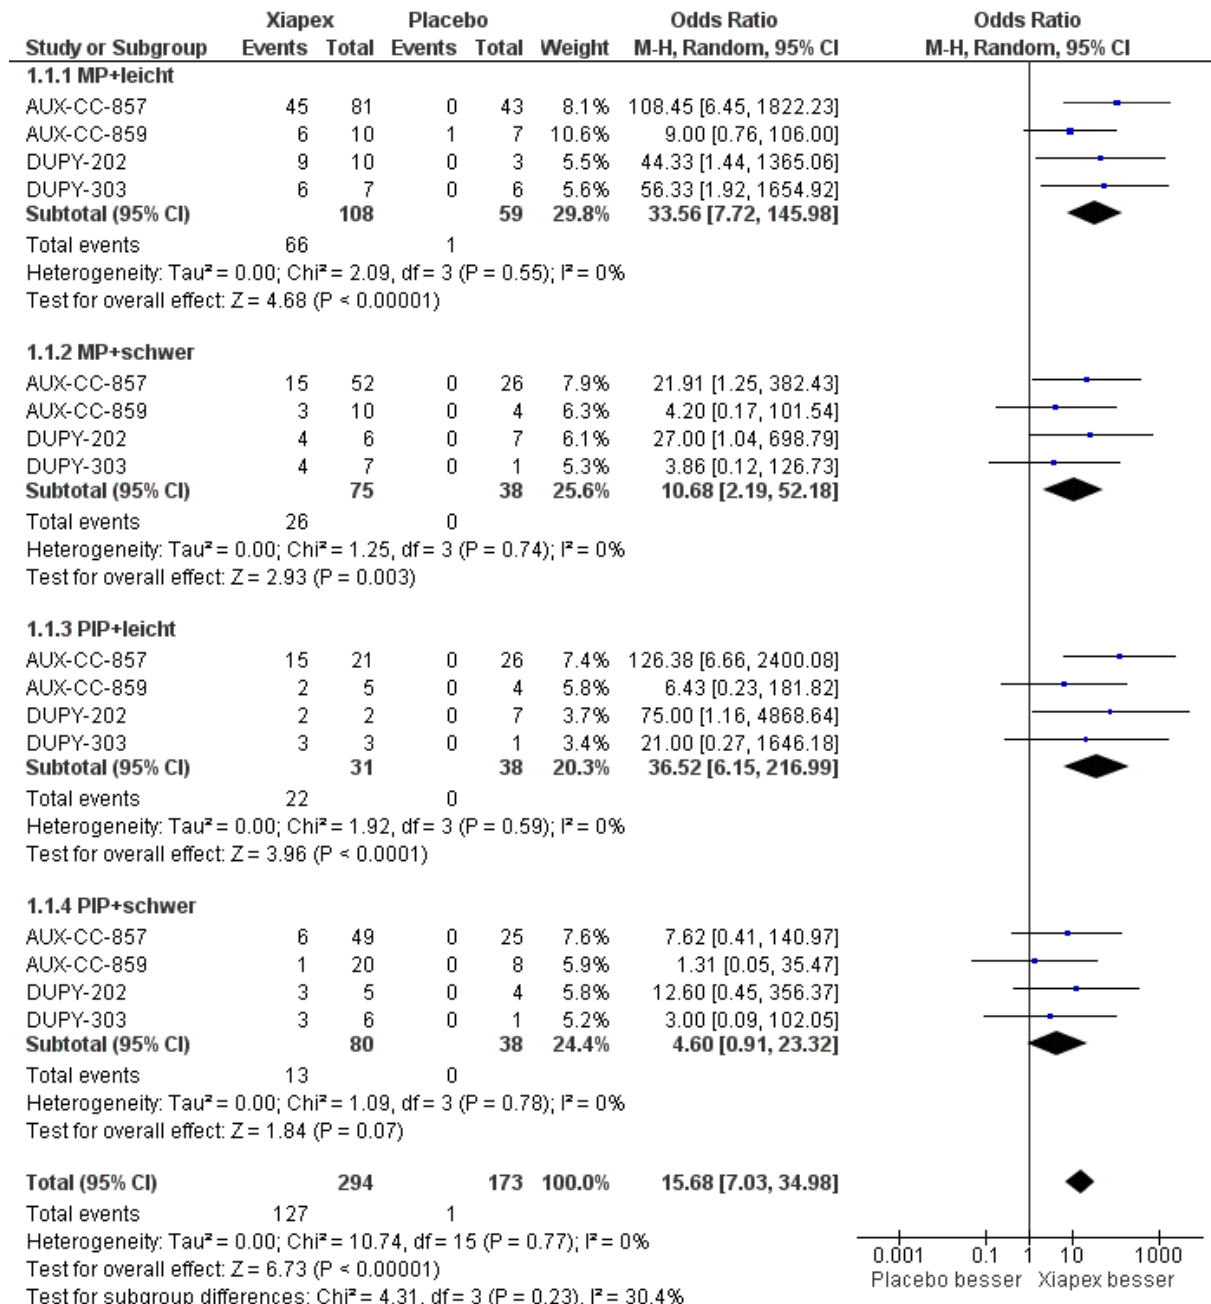 Xiapex Placebo Odds Ratio Odds Ratio
Study or Subgroup Events Total Events Total Weight M-H, Random, 95% CI M-H, Random, 95% CI
1.1.1 MP+leicht
AUX-CC-857 45 81 0 43 8.1% 108.45 [6.45, 1822.23]
AUX-CC-859 6 10 1 7 10.6% 9.00 [0.76, 106.00]
DUPY-202 9 10 0 3 5.5% 44.33 [1.44, 1365.06]
DUPY-303 6 7 0 6 5.6% 56.33 [1.92, 1654.92]
Subtotal (95% CI) 108 59 29.8% 33.56 [7.72, 145.98]
Total events 66 1
Heterogeneity: Tau² = 0.00; Chi² = 2.09, df = 3 (P = 0.55); I² = 0%
Test for overall effect: Z = 4.68 (P < 0.00001)
1.1.2 MP+schwer
AUX-CC-857 15 52 0 26 7.9% 21.91 [1.25, 382.43]
AUX-CC-859 3 10 0 4 6.3% 4.20 [0.17, 101.54]
DUPY-202 4 6 0 7 6.1% 27.00 [1.04, 698.79]
DUPY-303 4 7 0 1 5.3% 3.86 [0.12, 126.73]
Subtotal (95% CI) 75 38 25.6% 10.68 [2.19, 52.18]
Total events 26 0
Heterogeneity: Tau² = 0.00; Chi² = 1.25, df = 3 (P = 0.74); I² = 0%
Test for overall effect: Z = 2.93 (P = 0.003)
1.1.3 PIP+leicht
AUX-CC-857 15 21 0 26 7.4% 126.38 [6.66, 2400.08]
AUX-CC-859 2 5 0 4 5.8% 6.43 [0.23, 181.82]
DUPY-202 2 2 0 7 3.7% 75.00 [1.16, 4868.64]
DUPY-303 3 3 0 1 3.4% 21.00 [0.27, 1646.18]
Subtotal (95% CI) 31 38 20.3% 36.52 [6.15, 216.99]
Total events 22 0
Heterogeneity: Tau² = 0.00; Chi² = 1.92, df = 3 (P = 0.59); I² = 0%
Test for overall effect: Z = 3.96 (P < 0.0001)
1.1.4 PIP+schwer
AUX-CC-857 6 49 0 25 7.6% 7.62 [0.41, 140.97]
AUX-CC-859 1 20 0 8 5.9% 1.31 [0.05, 35.47]
DUPY-202 3 5 0 4 5.8% 12.60 [0.45, 356.37]
DUPY-303 3 6 0 1 5.2% 3.00 [0.09, 102.05]
Subtotal (95% CI) 80 38 24.4% 4.60 [0.91, 23.32]
Total events 13 0
Heterogeneity: Tau² = 0.00; Chi² = 1.09, df = 3 (P = 0.78); I² = 0%
Test for overall effect: Z = 1.84 (P = 0.07)
Total (95% CI) 294 173 100.0% 15.68 [7.03, 34.98]
Total events 127 1
Heterogeneity: Tau² = 0.00; Chi² = 10.74, df = 15 (P = 0.77); I² = 0%
Test for overall effect: Z = 6.73 (P < 0.00001)
Test for subgroup differences: Chi² = 4.31, df = 3 (P = 0.23), I² = 30.4%
0.001 0.1 1 10 1000
Placebo besser Xiapex besser